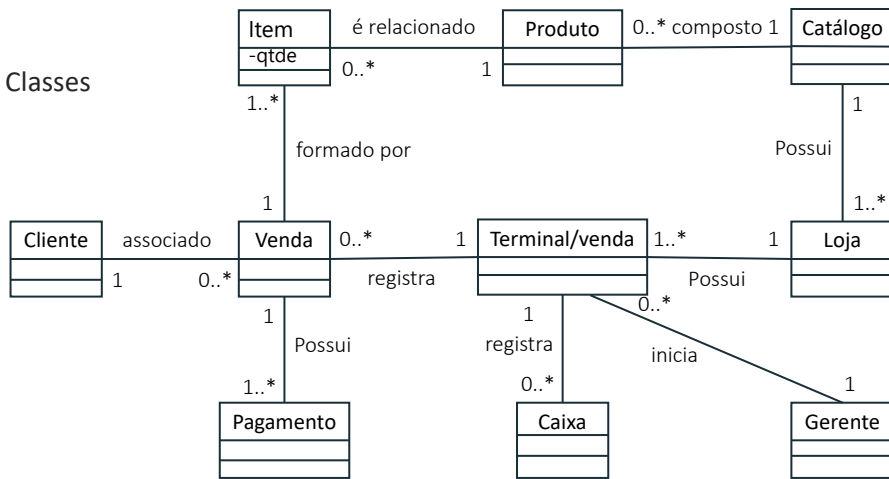 Item
-qtde
é relacionado
Produto
0..* composto 1
Catálogo
0..*
1
Classes
1..*
1
formado por
Possui
1
1..*
Cliente
associado
Venda
0..*
1
Terminal/venda
1..*
1
Loja
1
0..*
registra
Possui
1
1
0..*
Possui
registra
inicia
1..*
0..*
1
Pagamento
Caixa
Gerente